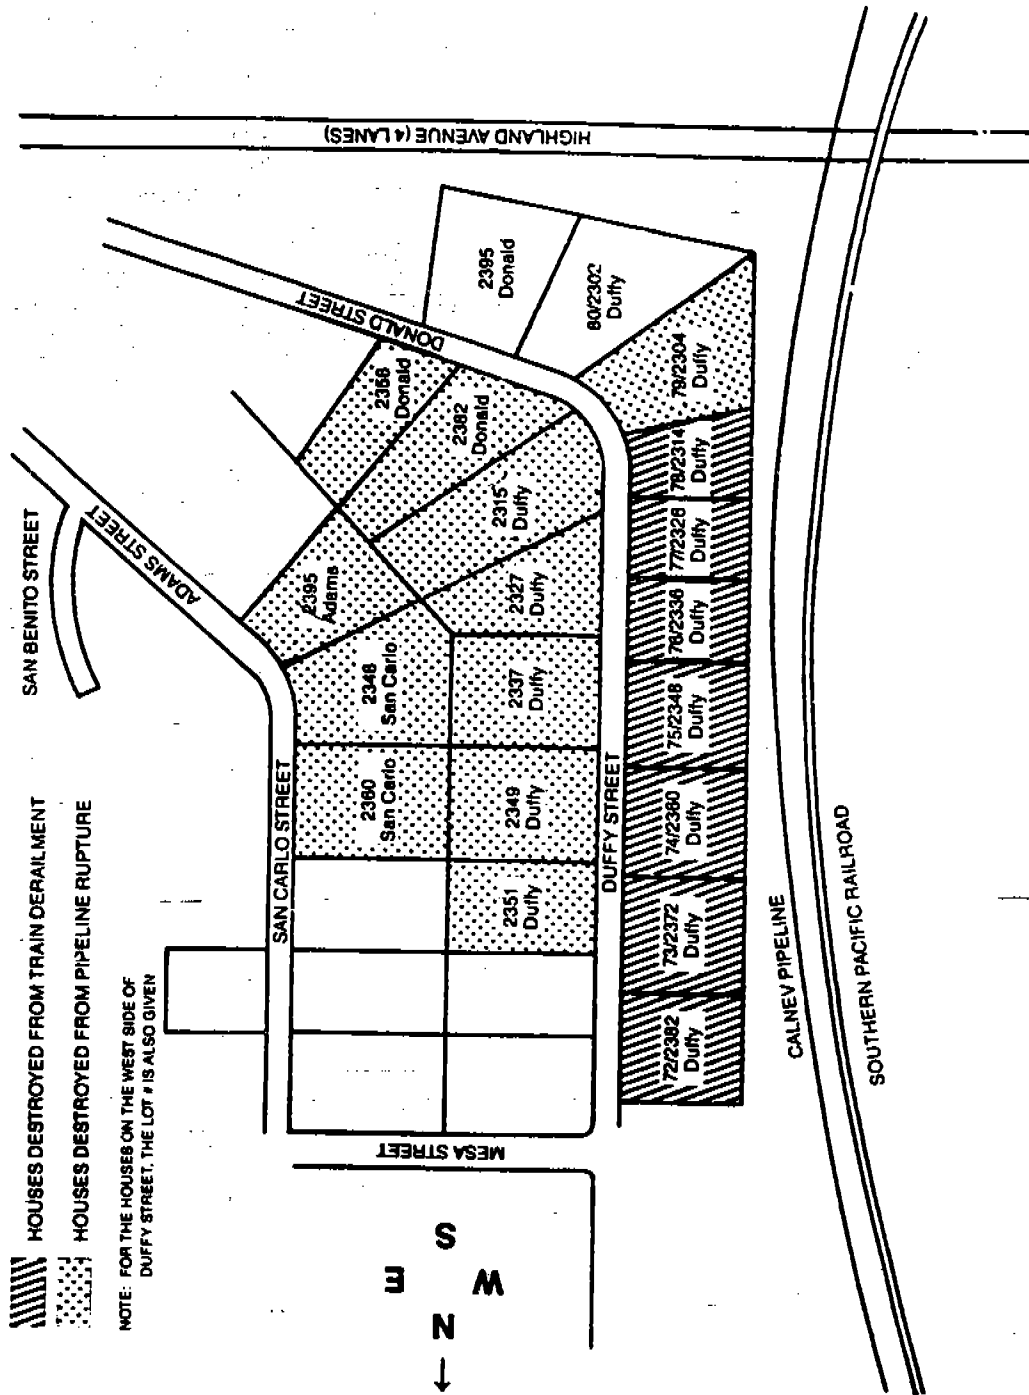 HOUSES DESTROYED FROM TRAIN DERAILMENT
HOUSES DESTROYED FROM PIPELINE RUPTURE
NOTE: FOR THE HOUSES ON THE WEST SIDE OF
DUFFY STREET, THE LOT # IS ALSO GIVEN
SAN BENITO STREET
ADAMS STREET
SAN CARLO STREET
DONALD STREET
HIGHLAND AVENUE (4 LANES)
MESA STREET
DUFFY STREET
2395
Donald
80/2302
Duffy
2368
Donald
2382
Donald
2315
Duffy
2327
Duffy
2395
Adams
2348
San Carlo
2360
San Carlo
2337
Duffy
2349
Duffy
2351
Duffy
79/2304
Duffy
78/2314
Duffy
77/2326
Duffy
76/2336
Duffy
75/2348
Duffy
74/2360
Duffy
73/2372
Duffy
72/2382
Duffy
CALNEV PIPELINE
SOUTHERN PACIFIC RAILROAD
E
N
S
W